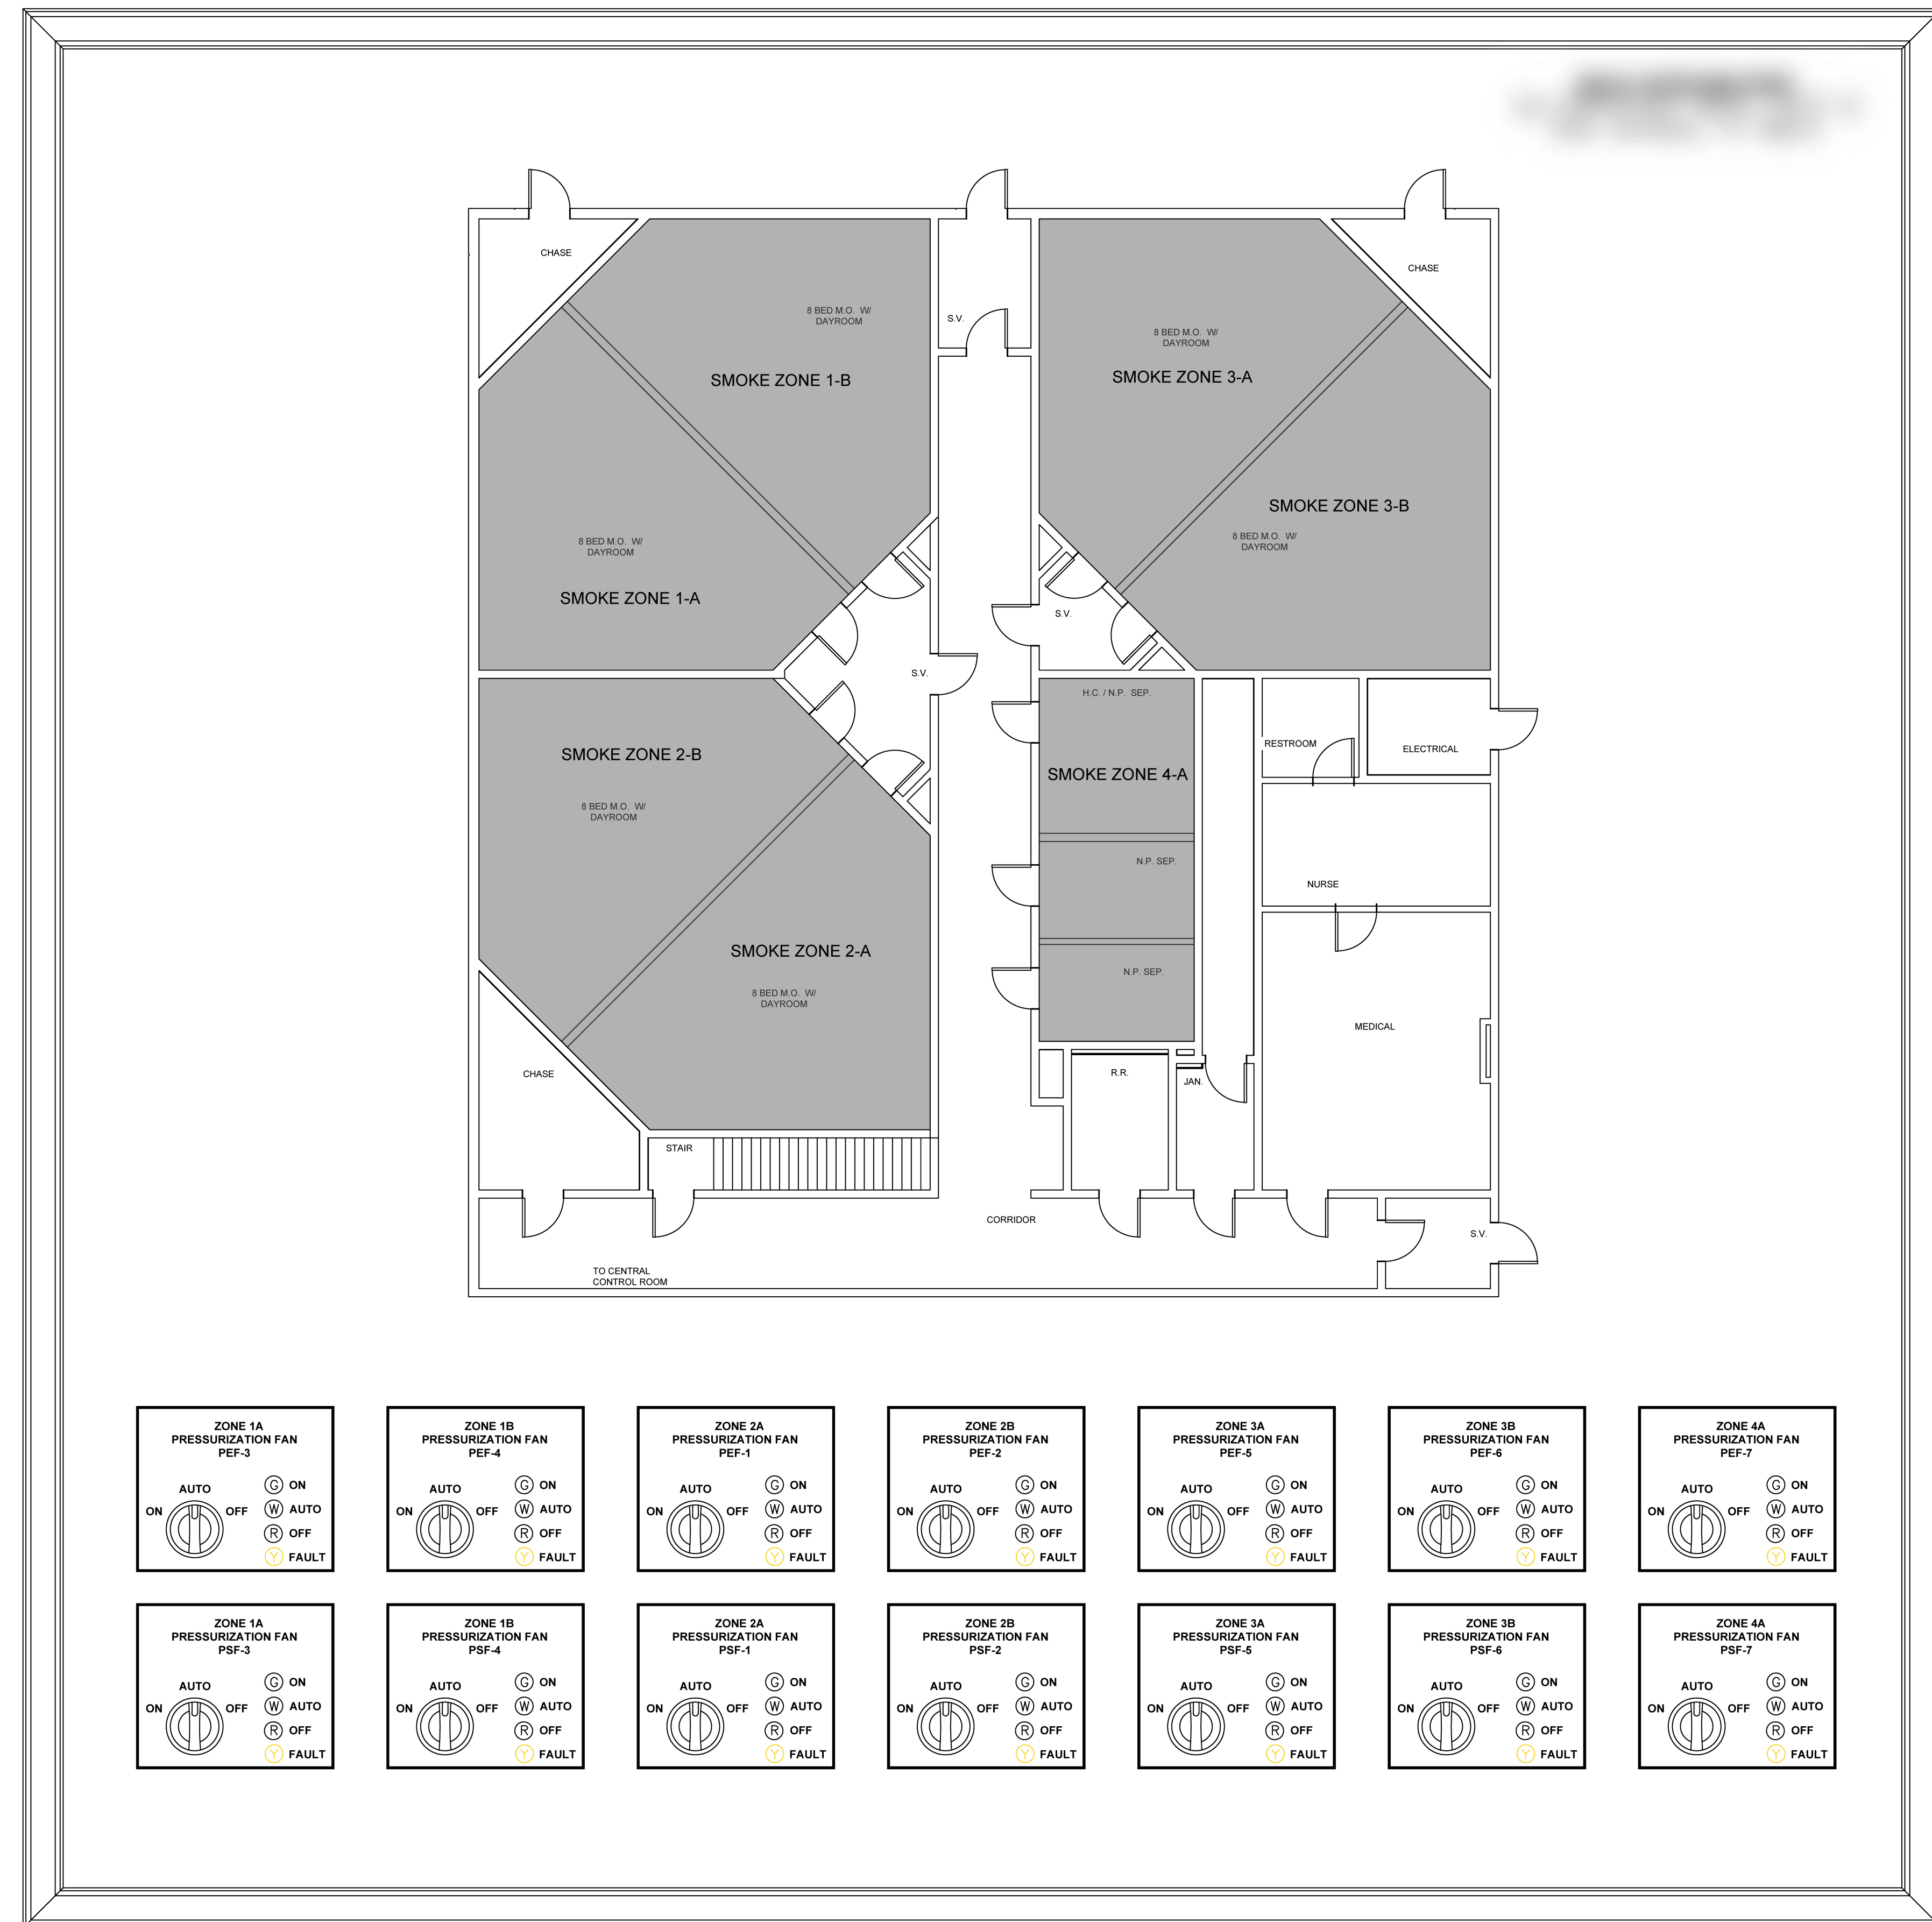 CHASE
8 BED M.O. W/
DAYROOM
SMOKE ZONE 1-B
8 BED M.O. W/
DAYROOM
SMOKE ZONE 1-A
S.V.
8 BED M.O. W/
DAYROOM
SMOKE ZONE 3-A
CHASE
SMOKE ZONE 3-B
8 BED M.O. W/
DAYROOM
S.V.
S.V.
SMOKE ZONE 2-B
8 BED M.O. W/
DAYROOM
SMOKE ZONE 2-A
8 BED M.O. W/
DAYROOM
CHASE
STAIR
H.C. / N.P. SEP.
SMOKE ZONE 4-A
N.P. SEP.
N.P. SEP.
RESTROOM
ELECTRICAL
NURSE
MEDICAL
R.R.
JAN.
CORRIDOR
S.V.
TO CENTRAL
CONTROL ROOM
ZONE 1A
PRESSURIZATION FAN
PEF-3
AUTO
ON
OFF
G ON
W AUTO
R OFF
Y FAULT
ZONE 1B
PRESSURIZATION FAN
PEF-4
AUTO
ON
OFF
G ON
W AUTO
R OFF
Y FAULT
ZONE 2A
PRESSURIZATION FAN
PEF-1
AUTO
ON
OFF
G ON
W AUTO
R OFF
Y FAULT
ZONE 2B
PRESSURIZATION FAN
PEF-2
AUTO
ON
OFF
G ON
W AUTO
R OFF
Y FAULT
ZONE 3A
PRESSURIZATION FAN
PEF-5
AUTO
ON
OFF
G ON
W AUTO
R OFF
Y FAULT
ZONE 3B
PRESSURIZATION FAN
PEF-6
AUTO
ON
OFF
G ON
W AUTO
R OFF
Y FAULT
ZONE 4A
PRESSURIZATION FAN
PEF-7
AUTO
ON
OFF
G ON
W AUTO
R OFF
Y FAULT
ZONE 1A
PRESSURIZATION FAN
PSF-3
AUTO
ON
OFF
G ON
W AUTO
R OFF
Y FAULT
ZONE 1B
PRESSURIZATION FAN
PSF-4
AUTO
ON
OFF
G ON
W AUTO
R OFF
Y FAULT
ZONE 2A
PRESSURIZATION FAN
PSF-1
AUTO
ON
OFF
G ON
W AUTO
R OFF
Y FAULT
ZONE 2B
PRESSURIZATION FAN
PSF-2
AUTO
ON
OFF
G ON
W AUTO
R OFF
Y FAULT
ZONE 3A
PRESSURIZATION FAN
PSF-5
AUTO
ON
OFF
G ON
W AUTO
R OFF
Y FAULT
ZONE 3B
PRESSURIZATION FAN
PSF-6
AUTO
ON
OFF
G ON
W AUTO
R OFF
Y FAULT
ZONE 4A
PRESSURIZATION FAN
PSF-7
AUTO
ON
OFF
G ON
W AUTO
R OFF
Y FAULT